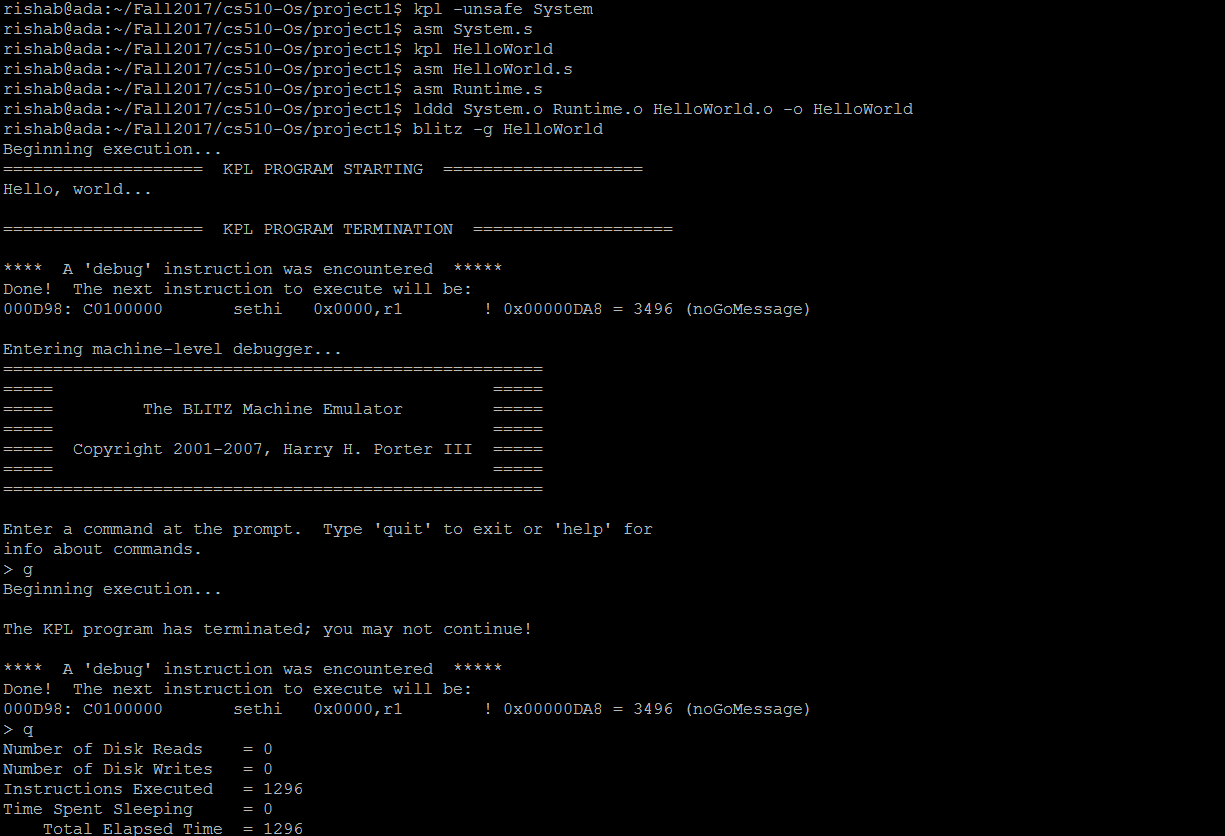 rishab@ada:~/Fall2017/cs510-Os/project1$ kpl -unsafe System
rishab@ada:~/Fall2017/cs510-Os/project1$ asm System.s
rishab@ada:~/Fall2017/cs510-Os/project1$ kpl HelloWorld
rishab@ada:~/Fall2017/cs510-Os/project1$ asm HelloWorld.s
rishab@ada:~/Fall2017/cs510-Os/project1$ asm Runtime.s
rishab@ada:~/Fall2017/cs510-Os/project1$ lddd System.o Runtime.o HelloWorld.o -o HelloWorld
rishab@ada:~/Fall2017/cs510-Os/project1$ blitz -g HelloWorld
Beginning execution...
====================  KPL PROGRAM STARTING  ====================
Hello, world...

====================  KPL PROGRAM TERMINATION  ====================

****  A 'debug' instruction was encountered  *****
Done!  The next instruction to execute will be:
000D98: C0100000       sethi   0x0000,r1        ! 0x00000DA8 = 3496 (noGoMessage)

Entering machine-level debugger...
======================================================
=====                                            =====
=====         The BLITZ Machine Emulator         =====
=====                                            =====
=====  Copyright 2001-2007, Harry H. Porter III  =====
=====                                            =====
======================================================

Enter a command at the prompt.  Type 'quit' to exit or 'help' for
info about commands.
> g
Beginning execution...

The KPL program has terminated; you may not continue!

****  A 'debug' instruction was encountered  *****
Done!  The next instruction to execute will be:
000D98: C0100000       sethi   0x0000,r1        ! 0x00000DA8 = 3496 (noGoMessage)
> q
Number of Disk Reads    = 0
Number of Disk Writes   = 0
Instructions Executed   = 1296
Time Spent Sleeping     = 0
    Total Elapsed Time  = 1296